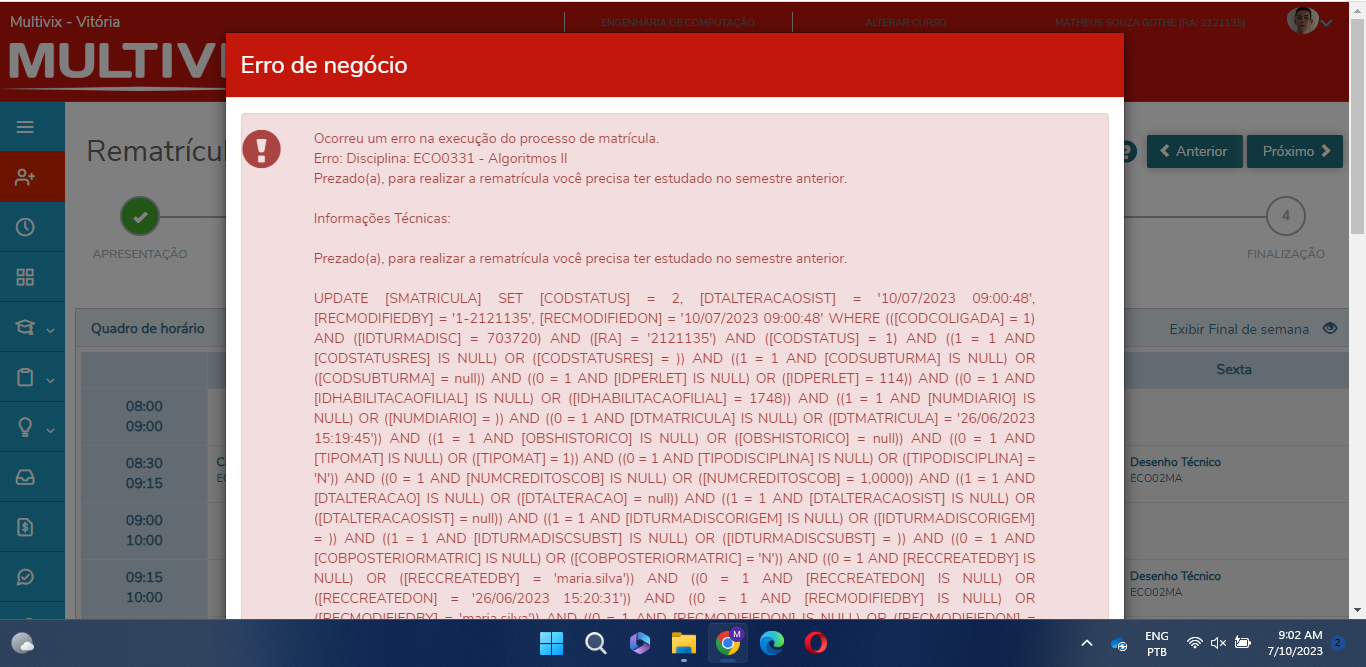 Multivix - Vitória
ENGENHARIA DE COMPUTAÇÃO
ALTERAR CURSO
MATHEUS SOUZA GOTHE (RA: 2121135)
MULTIVI
Erro de negócio
Ocorreu um erro na execução do processo de matrícula.
Erro: Disciplina: ECO0331 - Algoritmos II
Prezado(a), para realizar a rematrícula você precisa ter estudado no semestre anterior.
Informações Técnicas:
Prezado(a), para realizar a rematrícula você precisa ter estudado no semestre anterior.
UPDATE [SMATRICULA] SET [CODSTATUS] = 2, [DTALTERACAOSIST] = '10/07/2023 09:00:48',
[RECMODIFIEDBY] = '1-2121135', [RECMODIFIEDON] = '10/07/2023 09:00:48' WHERE (([CODCOLIGADA] = 1)
AND ([IDTURMADISC] = 703720) AND ([RA] = '2121135') AND ([CODSTATUS] = 1) AND ((1 = 1 AND
[CODSTATUSRES] IS NULL) OR ([CODSTATUSRES] = )) AND ((1 = 1 AND [CODSUBTURMA] IS NULL) OR
([CODSUBTURMA] = null)) AND ((0 = 1 AND [IDPERLET] IS NULL) OR ([IDPERLET] = 114)) AND ((0 = 1 AND
[IDHABILITACAOFILIAL] IS NULL) OR ([IDHABILITACAOFILIAL] = 1748)) AND ((1 = 1 AND [NUMDIARIO] IS
NULL) OR ([NUMDIARIO] = )) AND ((0 = 1 AND [DTMATRICULA] IS NULL) OR ([DTMATRICULA] = '26/06/2023
15:19:45')) AND ((1 = 1 AND [OBSHISTORICO] IS NULL) OR ([OBSHISTORICO] = null)) AND ((0 = 1 AND
[TIPOMAT] IS NULL) OR ([TIPOMAT] = 1)) AND ((0 = 1 AND [TIPODISCIPLINA] IS NULL) OR ([TIPODISCIPLINA] =
'N')) AND ((0 = 1 AND [NUMCREDITOSCOB] IS NULL) OR ([NUMCREDITOSCOB] = 1,0000)) AND ((1 = 1 AND
[DTALTERACAO] IS NULL) OR ([DTALTERACAO] = null)) AND ((1 = 1 AND [DTALTERACAOSIST] IS NULL) OR
([DTALTERACAOSIST] = null)) AND ((1 = 1 AND [IDTURMADISCORIGEM] IS NULL) OR ([IDTURMADISCORIGEM]
= )) AND ((1 = 1 AND [IDTURMADISCSUBST] IS NULL) OR ([IDTURMADISCSUBST] = )) AND ((0 = 1 AND
[COBPOSTERIORMATRIC] IS NULL) OR ([COBPOSTERIORMATRIC] = 'N')) AND ((0 = 1 AND [RECCREATEDBY] IS
NULL) OR ([RECCREATEDBY] = 'maria.silva')) AND ((0 = 1 AND [RECCREATEDON] IS NULL) OR
([RECCREATEDON] = '26/06/2023 15:20:31')) AND ((0 = 1 AND [RECMODIFIEDBY] IS NULL) OR
([RECMODIFIEDBY] = 'maria.silva')) AND ((0 = 1 AND [RECMODIFIEDON] IS NULL) OR ([RECMODIFIEDON] =
Rematrícul
Anterior
Próximo
4
APRESENTAÇÃO
FINALIZAÇÃO
Quadro de horário
Exibir Final de semana
Sexta
08:00
09:00
08:30
09:15
Desenho Técnico
ECO02MA
09:00
10:00
09:15
10:00
Desenho Técnico
ECO02MA
M
ENG
PTB
9:02 AM
7/10/2023
2